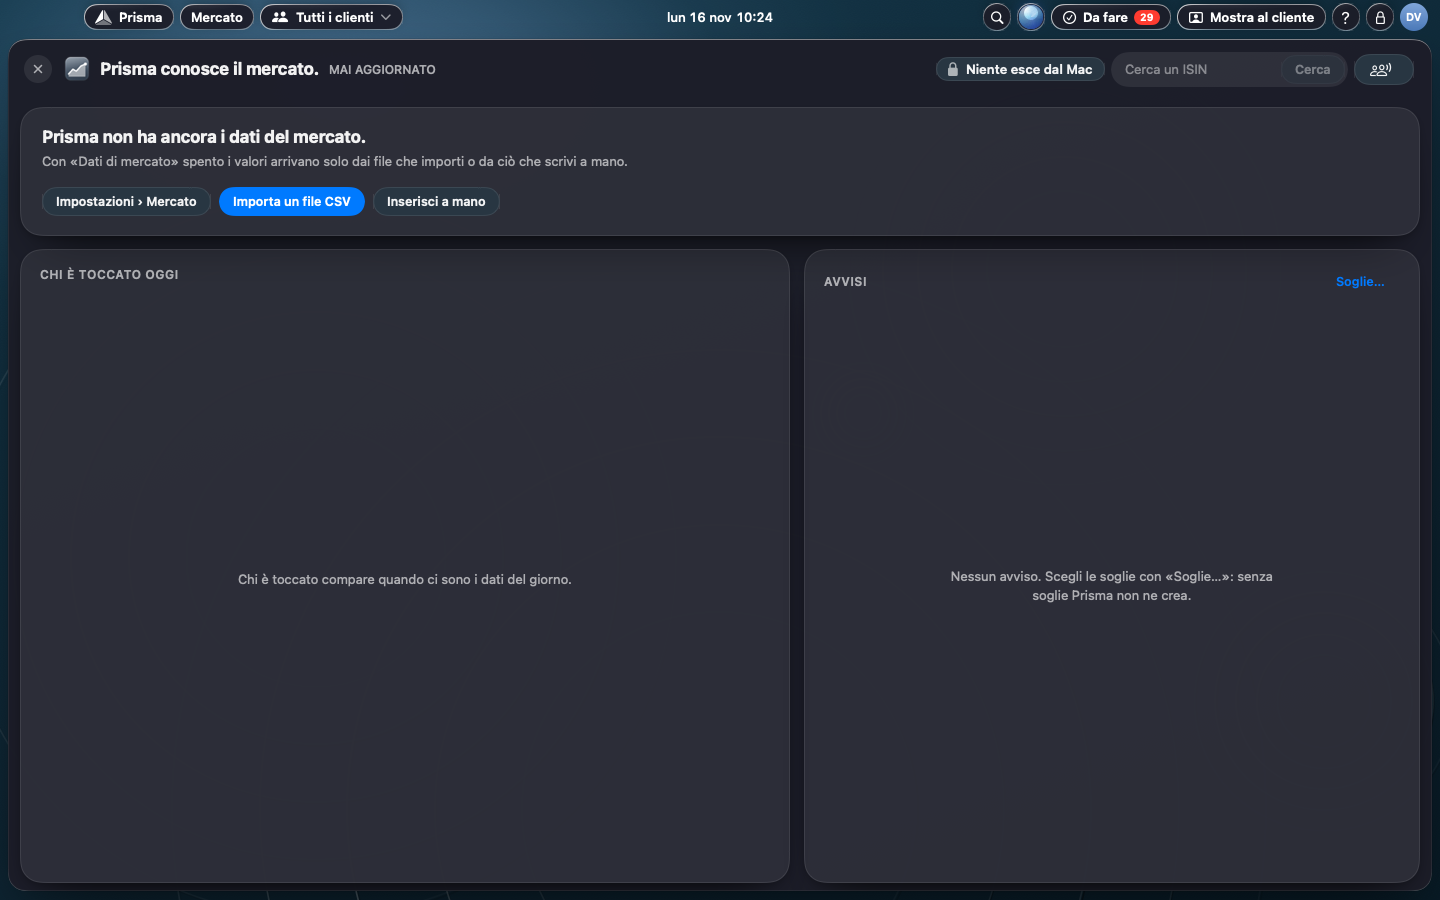 Prisma
Mercato
Tutti i clienti
lun 16 nov 10:24
Da fare 29
Mostra al cliente
?
DV
Prisma conosce il mercato. MAI AGGIORNATO
Niente esce dal Mac
Cerca un ISIN
Cerca
Prisma non ha ancora i dati del mercato.
Con «Dati di mercato» spento i valori arrivano solo dai file che importi o da ciò che scrivi a mano.
Impostazioni › Mercato
Importa un file CSV
Inserisci a mano
CHI È TOCCATO OGGI
Chi è toccato compare quando ci sono i dati del giorno.
AVVISI
Soglie...
Nessun avviso. Scegli le soglie con «Soglie...»: senza
soglie Prisma non ne crea.